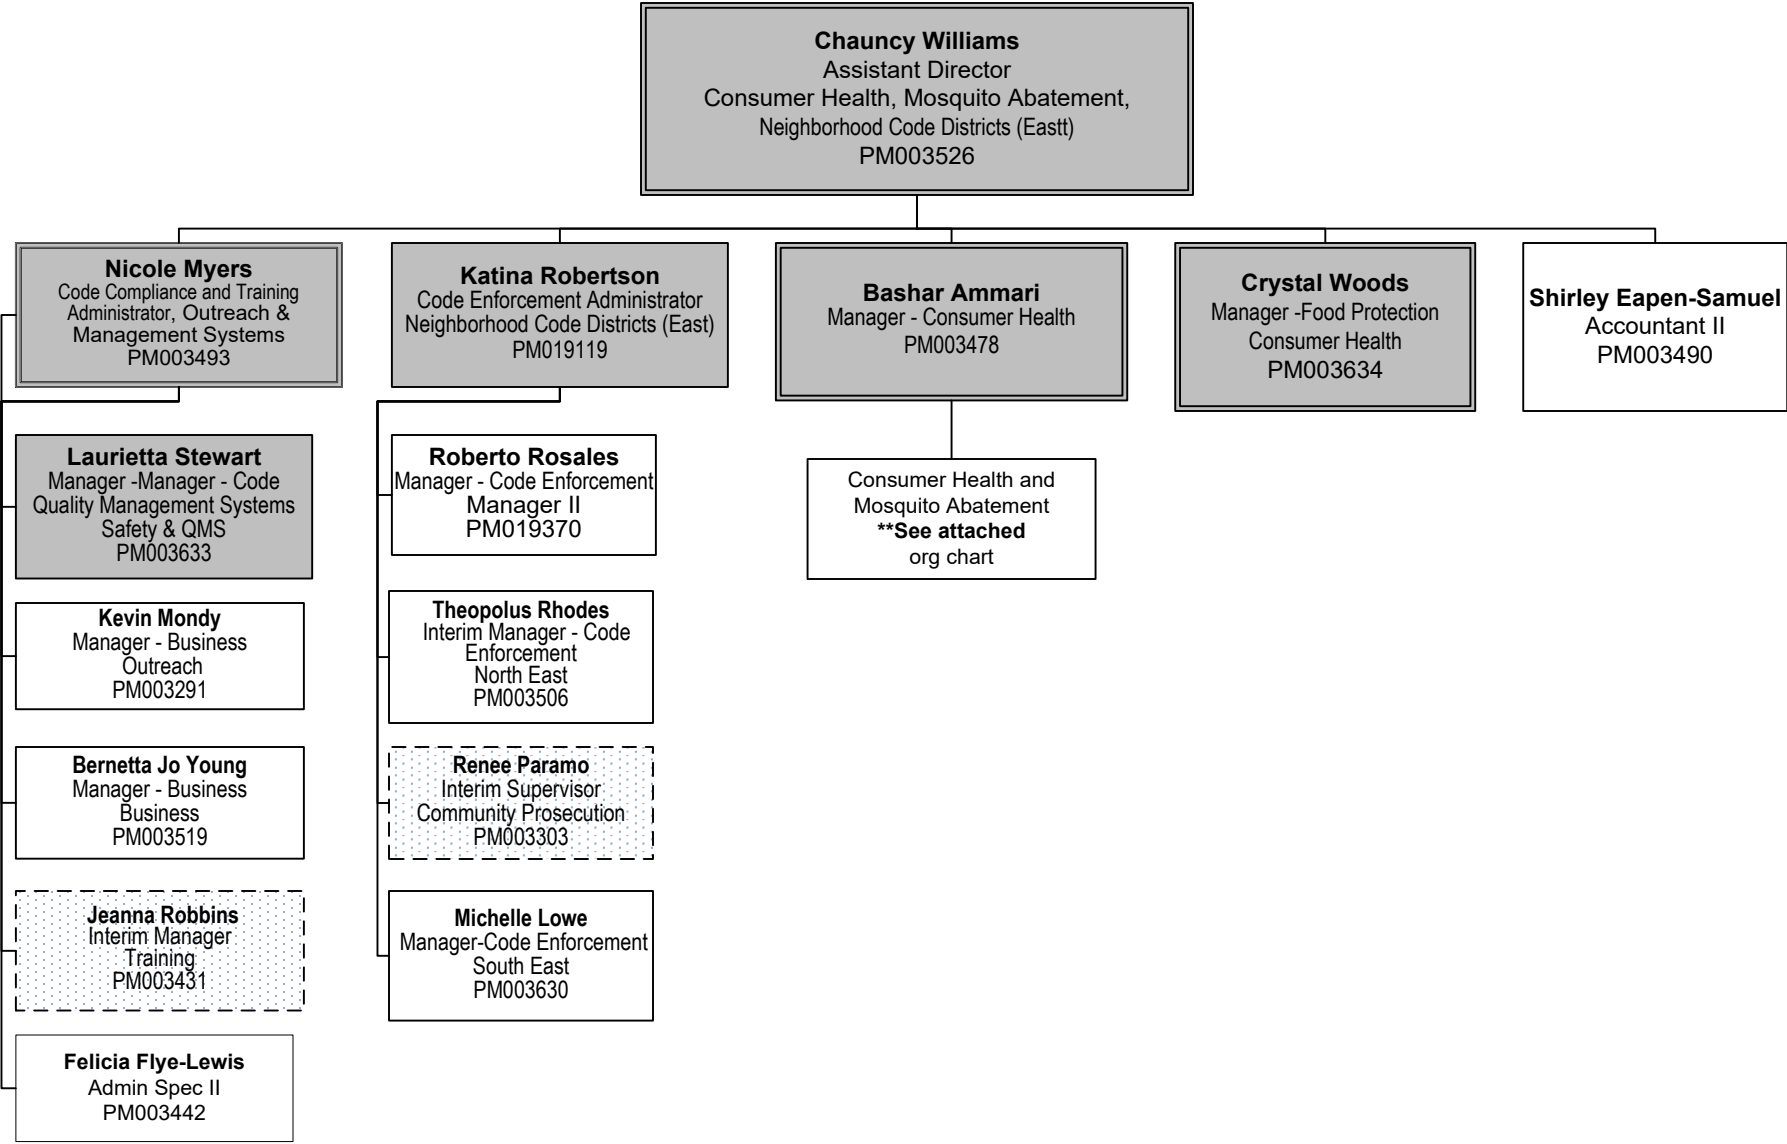 Chauncy Williams
Assistant Director
Consumer Health, Mosquito Abatement,
Neighborhood Code Districts (Eastt)
PM003526
Nicole Myers
Code Compliance and Training
Administrator, Outreach &
Management Systems
PM003493
Katina Robertson
Code Enforcement Administrator
Neighborhood Code Districts (East)
PM019119
Bashar Ammari
Manager - Consumer Health
PM003478
Crystal Woods
Manager -Food Protection
Consumer Health
PM003634
Shirley Eapen-Samuel
Accountant II
PM003490
Laurietta Stewart
Manager -Manager - Code
Quality Management Systems
Safety & QMS
PM003633
Kevin Mondy
Manager - Business
Outreach
PM003291
Bernetta Jo Young
Manager - Business
Business
PM003519
Jeanna Robbins
Interim Manager
Training
PM003431
Felicia Flye-Lewis
Admin Spec II
PM003442
Roberto Rosales
Manager - Code Enforcement
Manager II
PM019370
Theopolus Rhodes
Interim Manager - Code
Enforcement
North East
PM003506
Renee Paramo
Interim Supervisor
Community Prosecution
PM003303
Michelle Lowe
Manager-Code Enforcement
South East
PM003630
Consumer Health and
Mosquito Abatement
**See attached
org chart